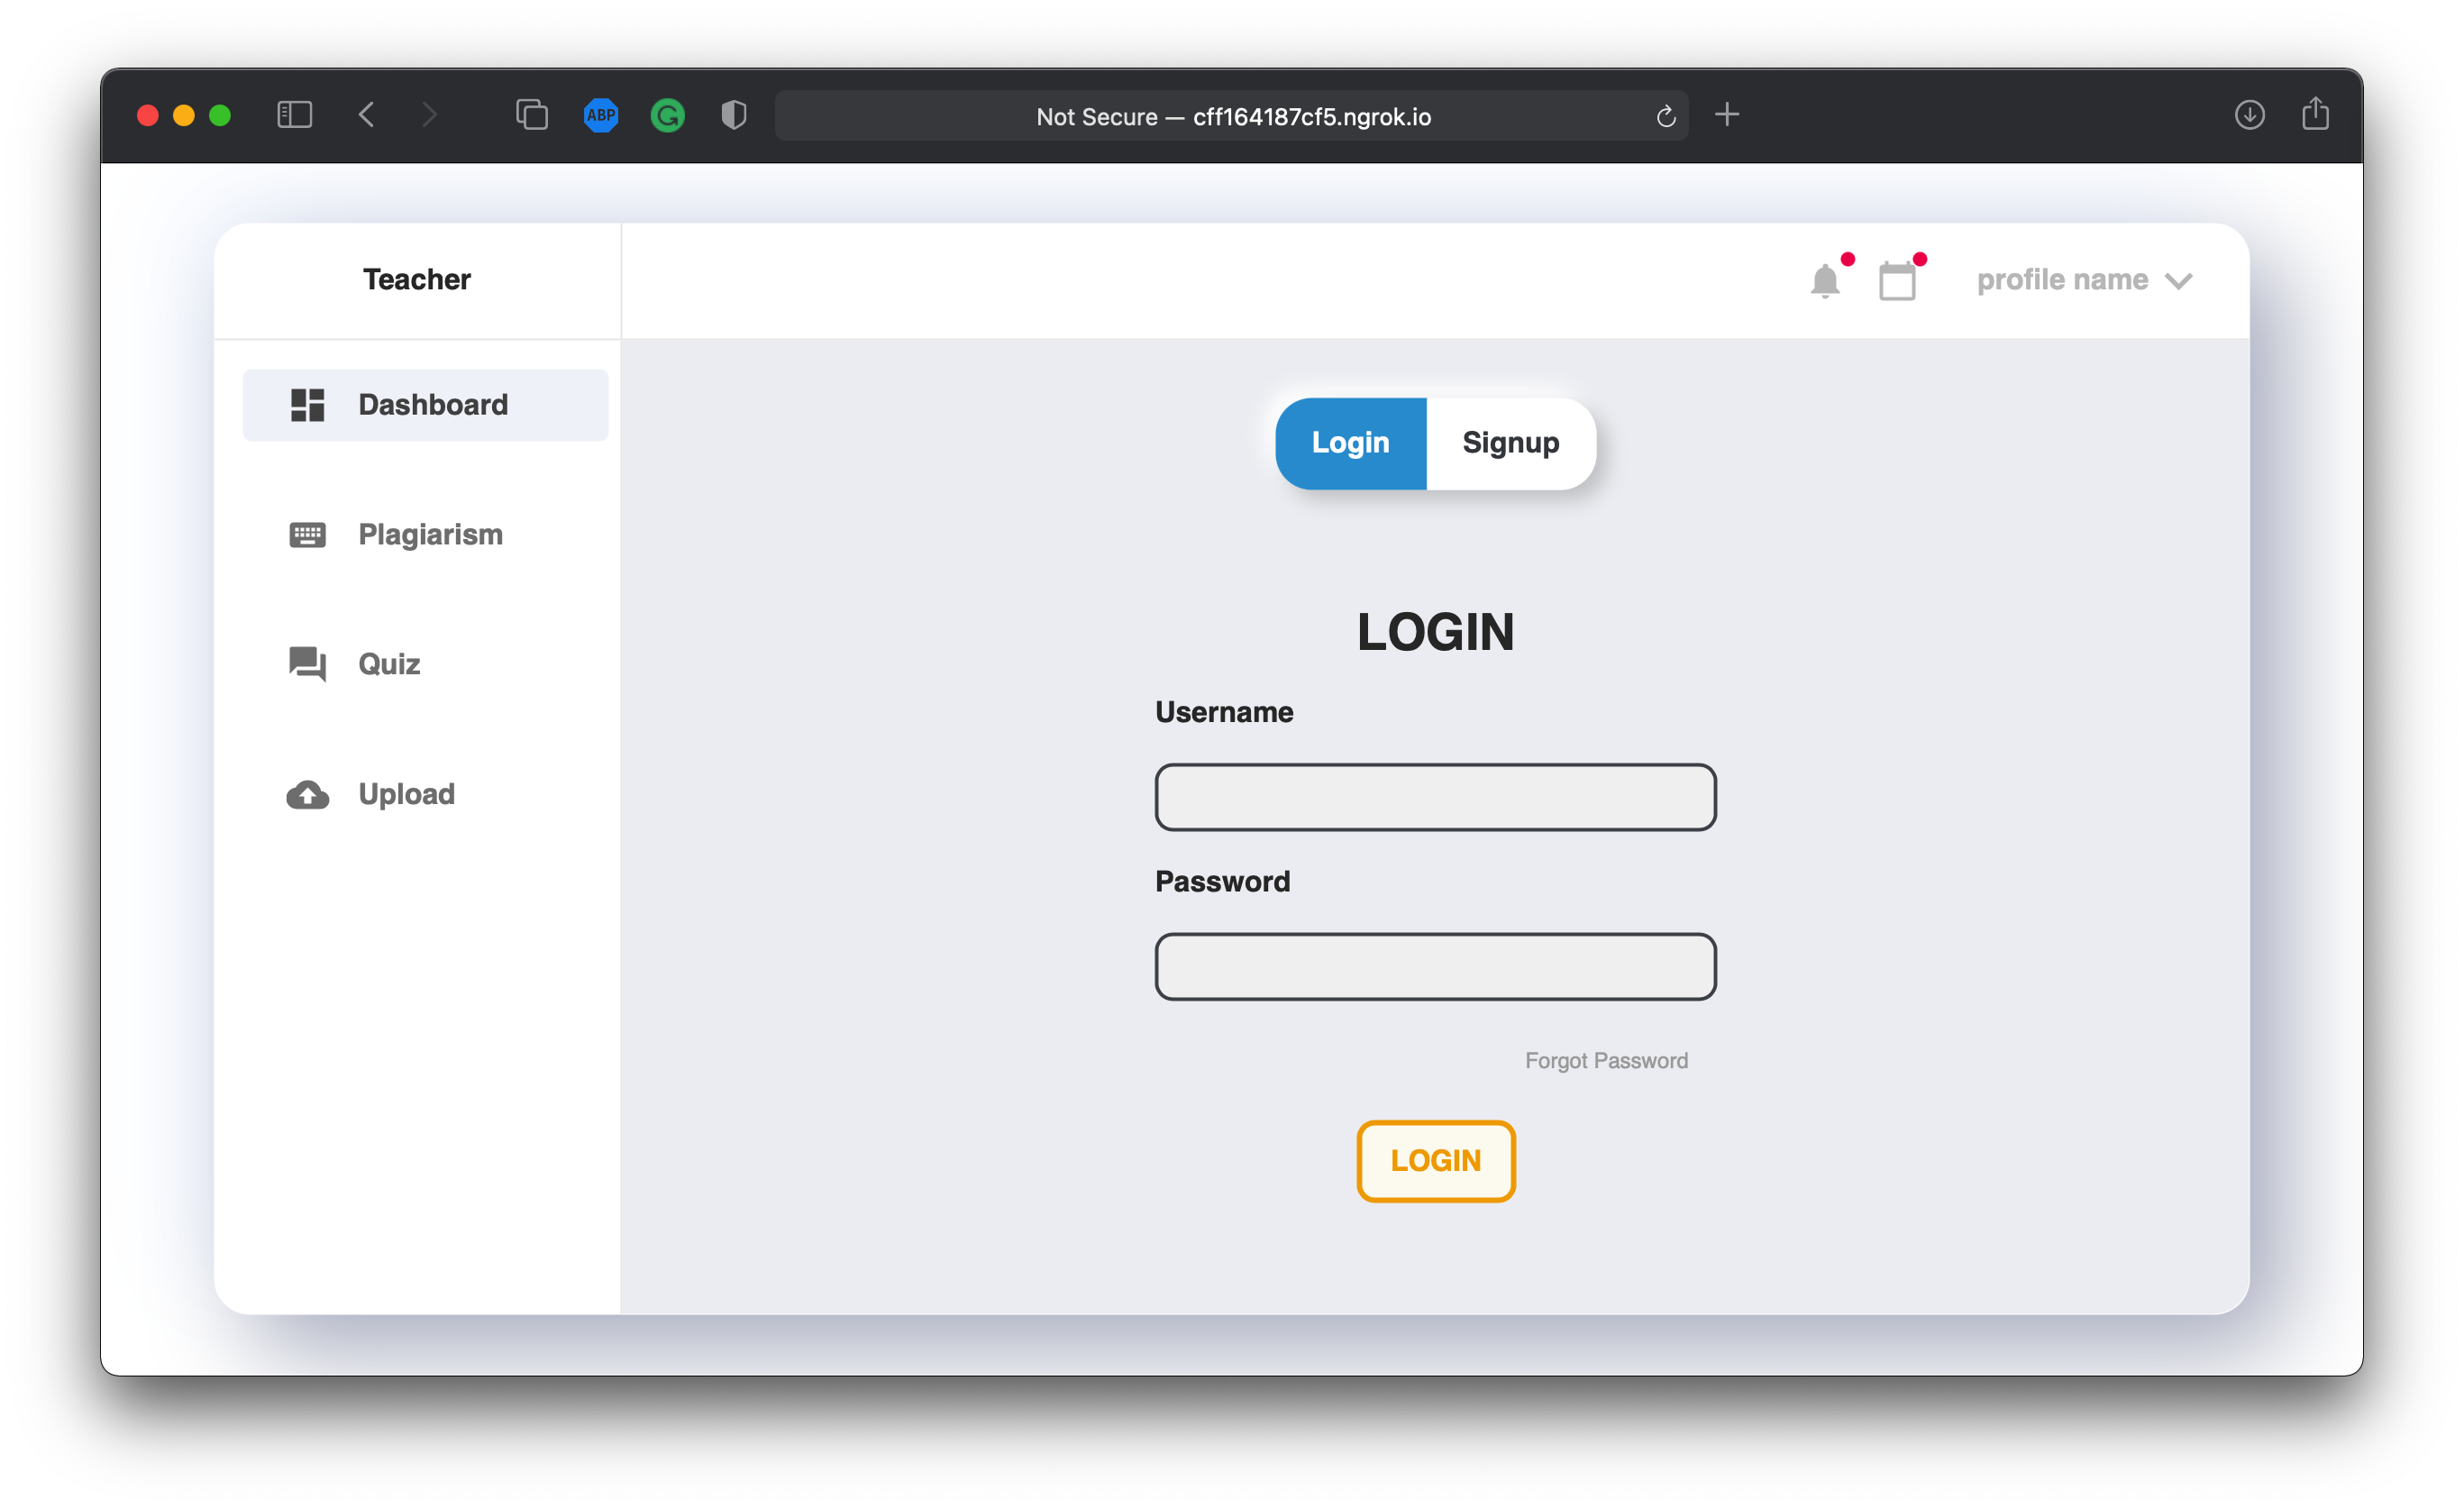 ABP
Not Secure — cff164187cf5.ngrok.io
Teacher
profile name
Dashboard
Plagiarism
Quiz
Upload
Login
Signup
LOGIN
Username
Password
Forgot Password
LOGIN